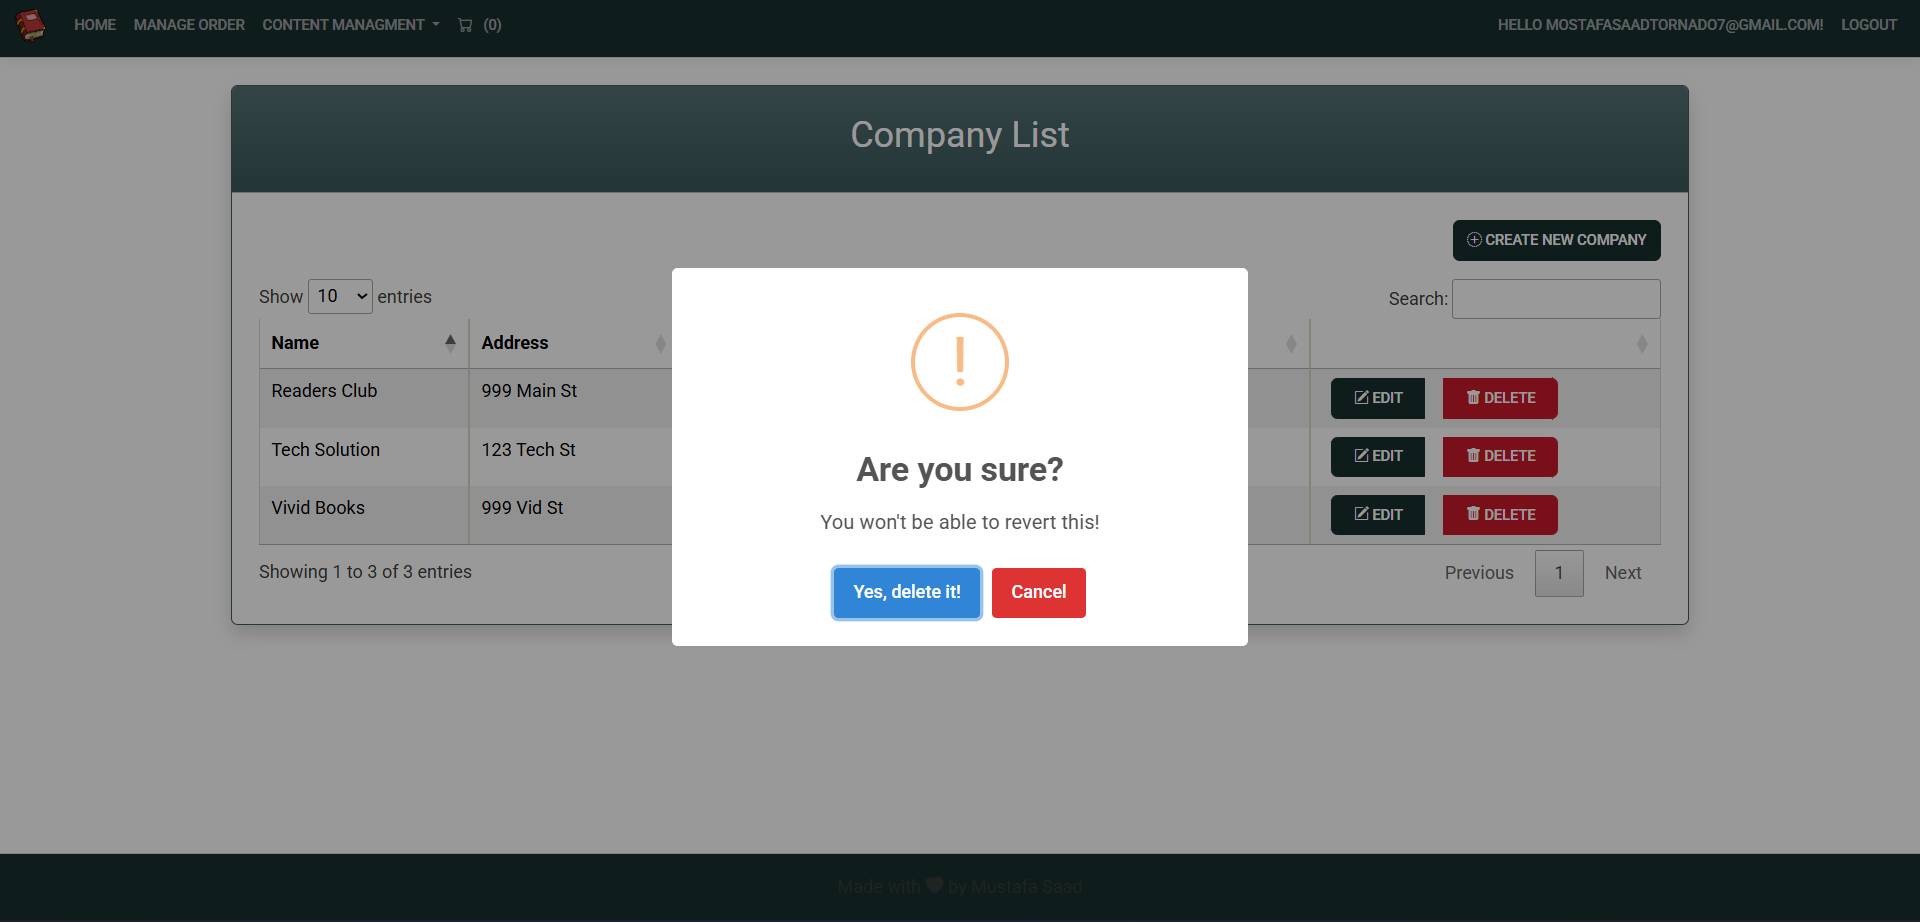 HOME MANAGE ORDER CONTENT MANAGMENT (0) HELLO MOSTAFASAADTORNADO7@GMAIL.COM! LOGOUT
Company List
CREATE NEW COMPANY
Show 10 entries Search:
Name Address
Readers Club 999 Main St EDIT DELETE
Tech Solution 123 Tech St EDIT DELETE
Vivid Books 999 Vid St EDIT DELETE
Showing 1 to 3 of 3 entries Previous 1 Next
!
Are you sure?
You won't be able to revert this!
Yes, delete it! Cancel
Made with by Mustafa Saad